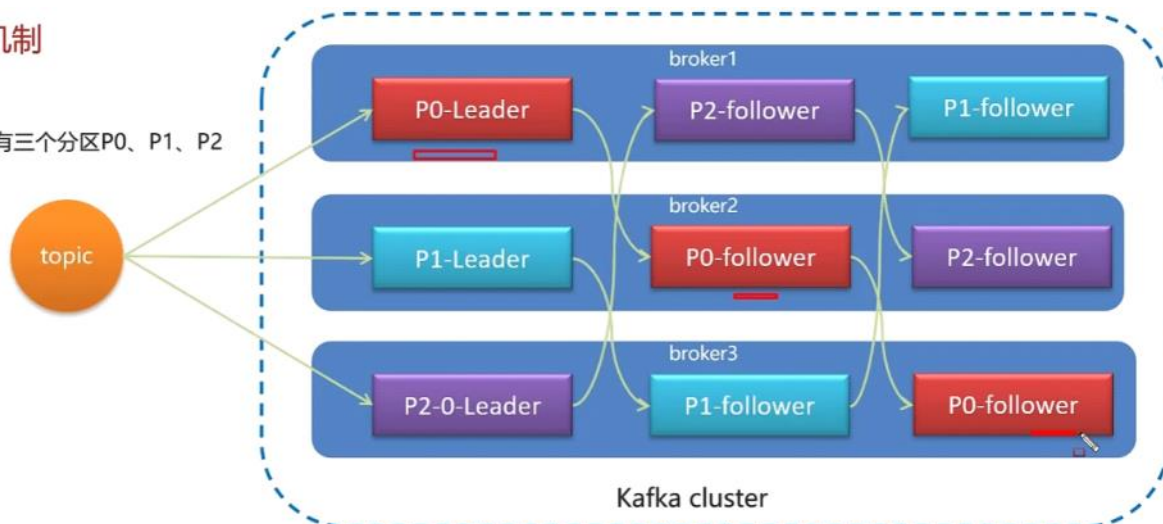 机制
有三个分区P0、P1、P2
topic
broker1
P0-Leader
P2-follower
P1-follower
broker2
P1-Leader
P0-follower
P2-follower
broker3
P2-0-Leader
P1-follower
P0-follower
Kafka cluster